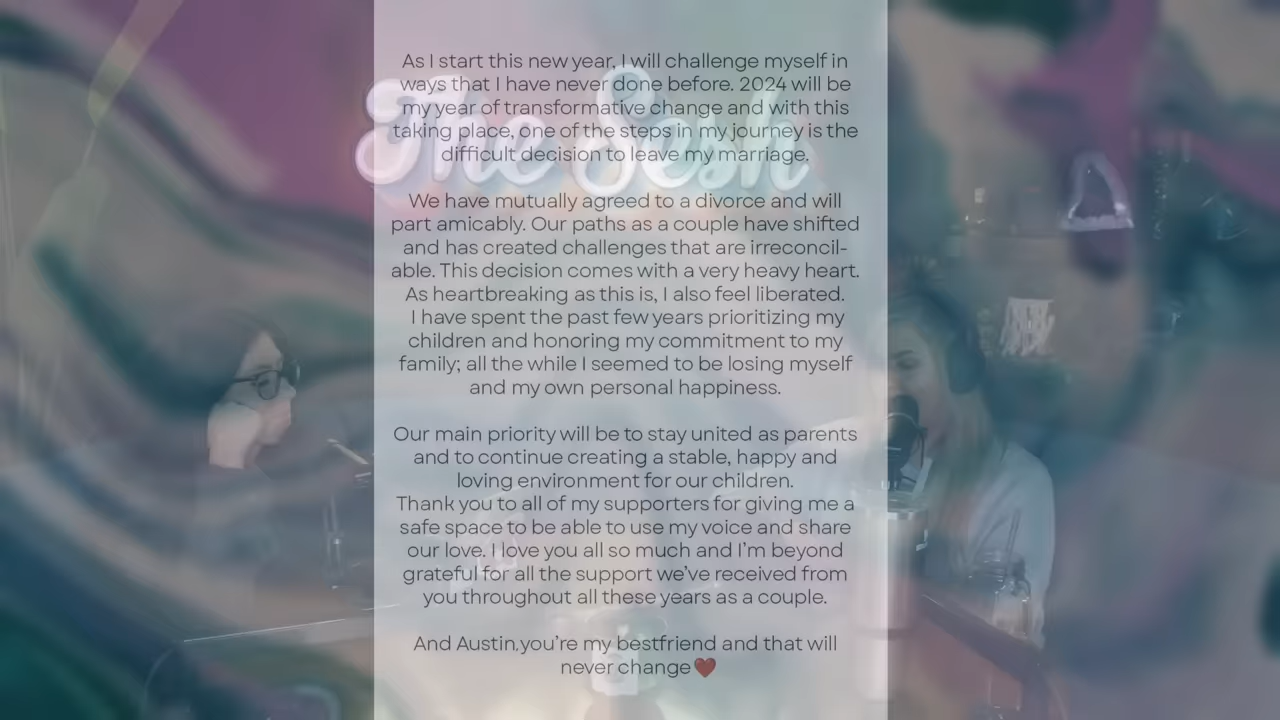 The Sesh
As I start this new year, I will challenge myself in
ways that I have never done before. 2024 will be
my year of transformative change and with this
taking place, one of the steps in my journey is the
difficult decision to leave my marriage.
We have mutually agreed to a divorce and will
part amicably. Our paths as a couple have shifted
and has created challenges that are irreconcil-
able. This decision comes with a very heavy heart.
As heartbreaking as this is, I also feel liberated.
I have spent the past few years prioritizing my
children and honoring my commitment to my
family; all the while I seemed to be losing myself
and my own personal happiness.
Our main priority will be to stay united as parents
and to continue creating a stable, happy and
loving environment for our children.
Thank you to all of my supporters for giving me a
safe space to be able to use my voice and share
our love. I love you all so much and I'm beyond
grateful for all the support we've received from
you throughout all these years as a couple.
And Austin,you're my bestfriend and that will
never change❤️